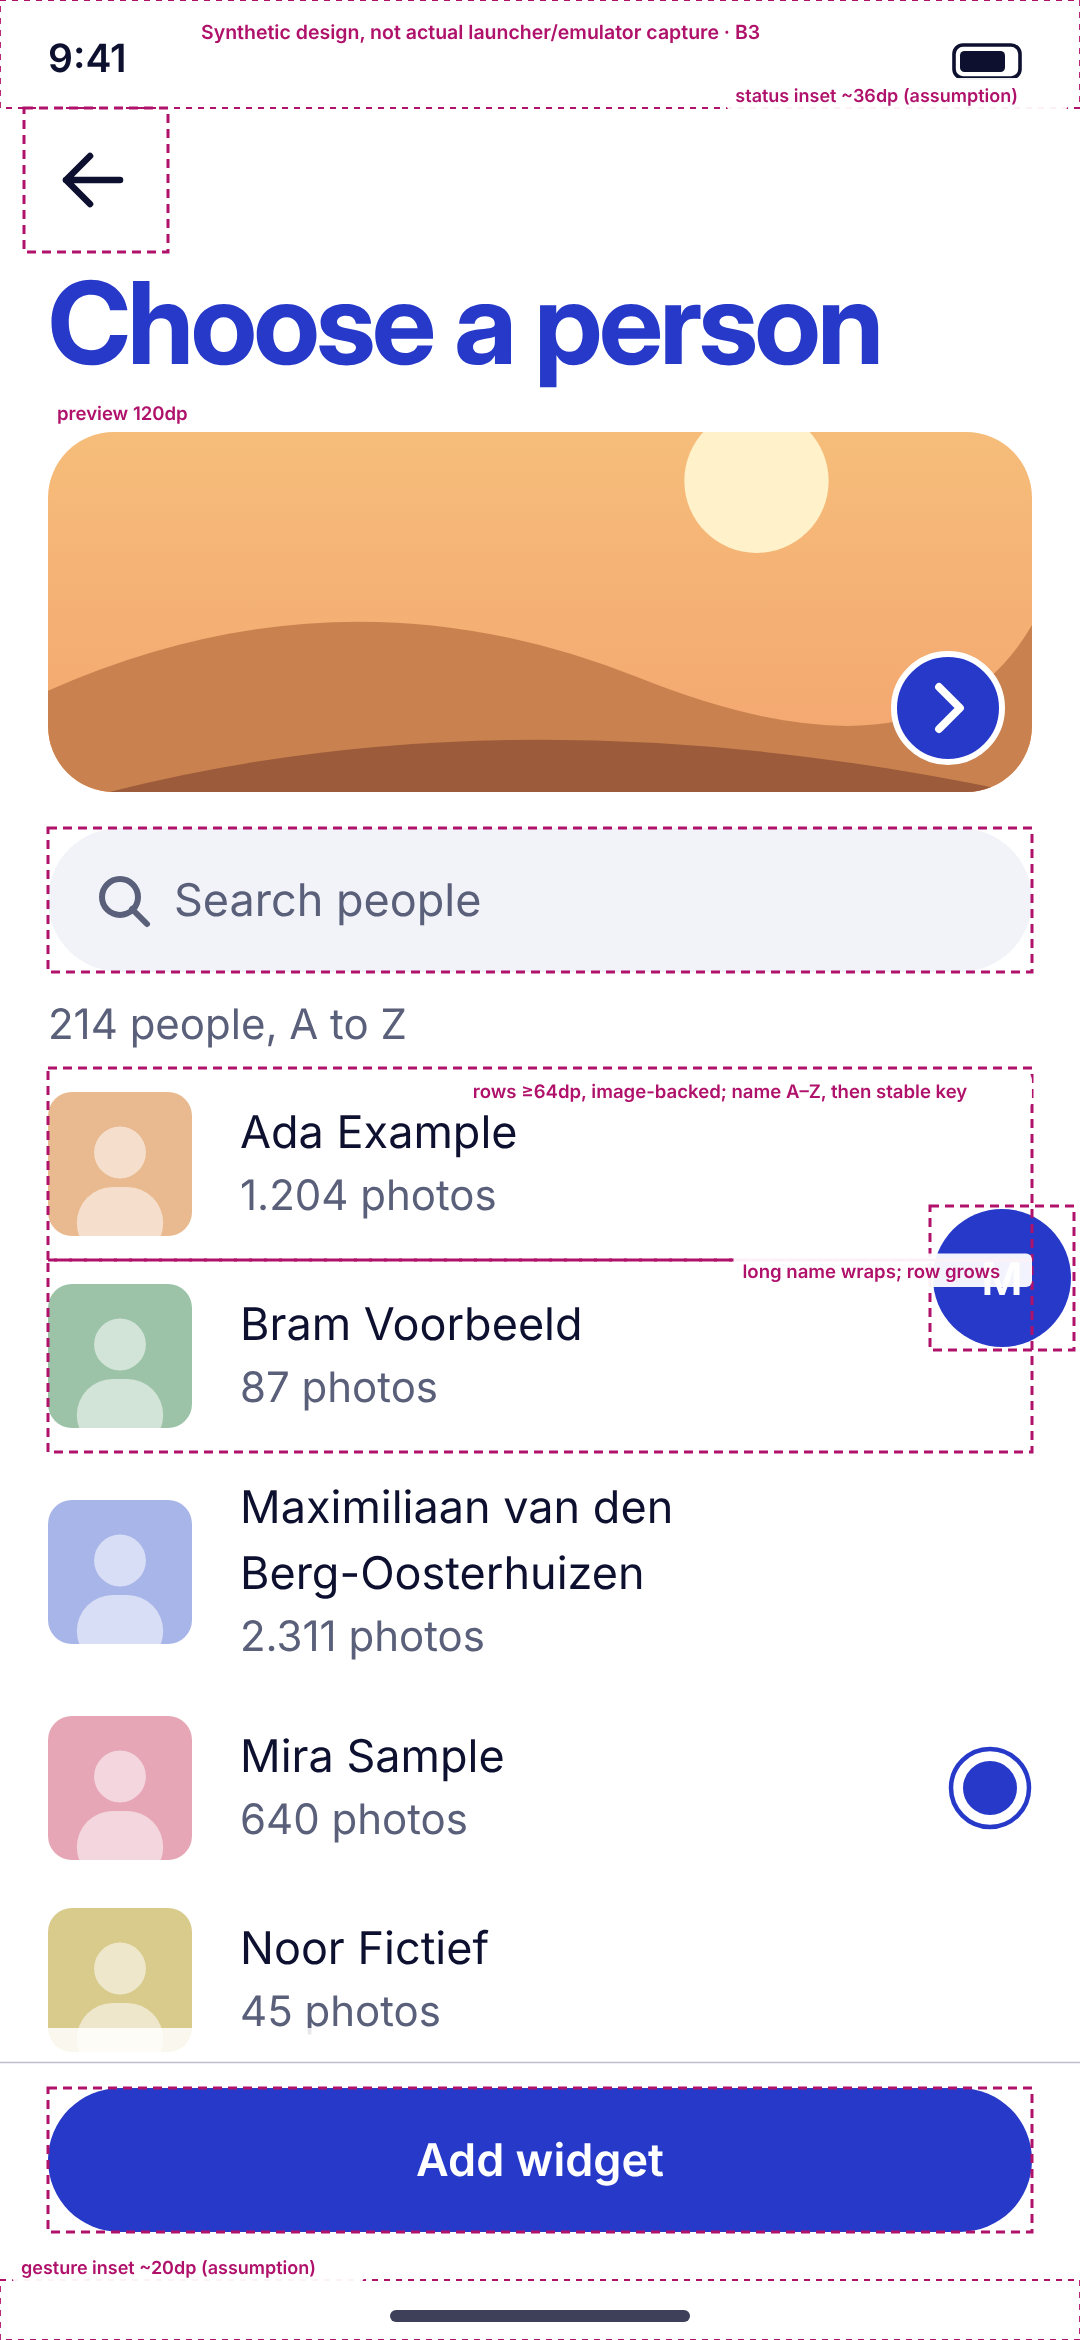 Synthetic design, not actual launcher/emulator capture · B3
9:41
status inset ~36dp (assumption)
Choose a person
preview 120dp
Search people
214 people, A to Z
rows ≥64dp, image-backed; name A–Z, then stable key
Ada Example
1.204 photos
long name wraps; row grows
M
Bram Voorbeeld
87 photos
Maximiliaan van den
Berg-Oosterhuizen
2.311 photos
Mira Sample
640 photos
Noor Fictief
45 photos
Add widget
gesture inset ~20dp (assumption)